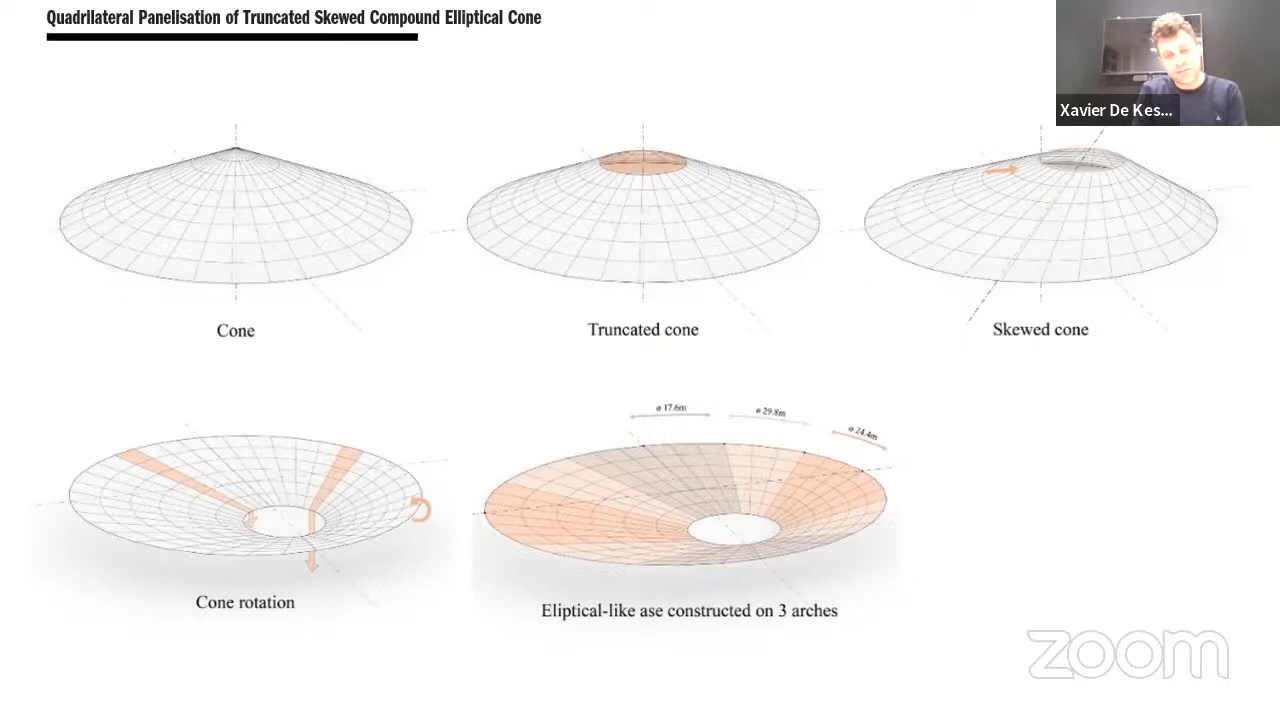 Quadrilateral Panelisation of Truncated Skewed Compound Elliptical Cone
Xavier De Kes...
Cone
Truncated cone
Skewed cone
ø 17.6m
ø 29.8m
ø 24.4m
Cone rotation
Eliptical-like ase constructed on 3 arches
zoom